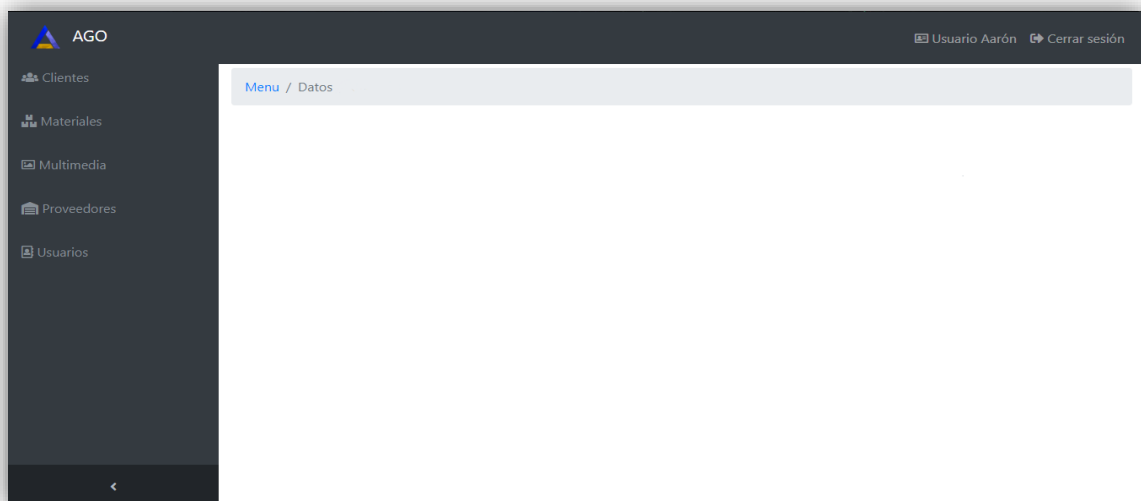 AGO
Usuario Aarón Cerrar sesión
Clientes
Materiales
Multimedia
Proveedores
Usuarios
Menu / Datos